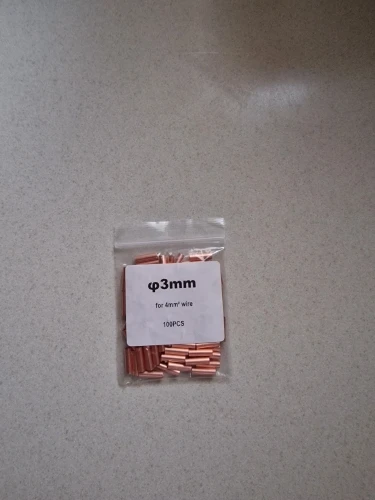 φ3mm
for 4mm² wire
100PCS